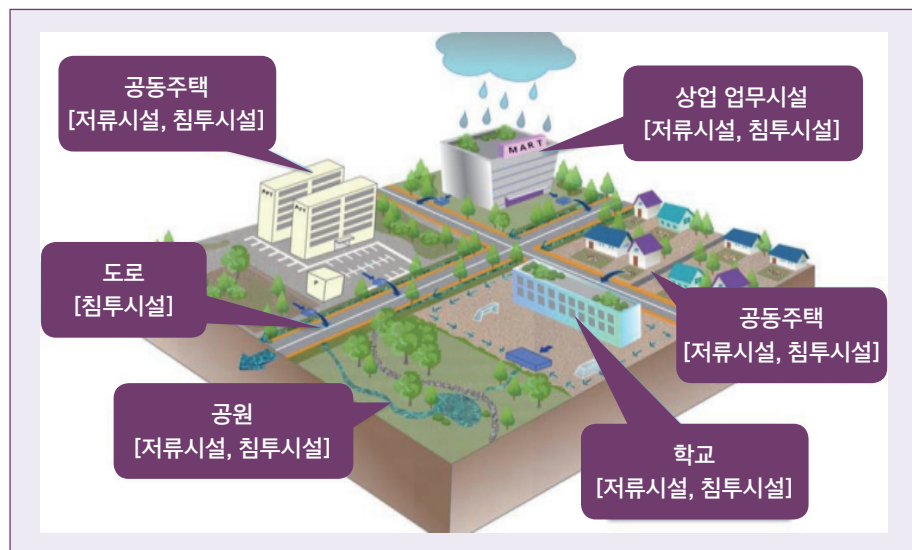 공동주택
[저류시설, 침투시설]
상업 업무시설
[저류시설, 침투시설]
MART
도로
[침투시설]
공동주택
[저류시설, 침투시설]
공원
[저류시설, 침투시설]
학교
[저류시설, 침투시설]
P